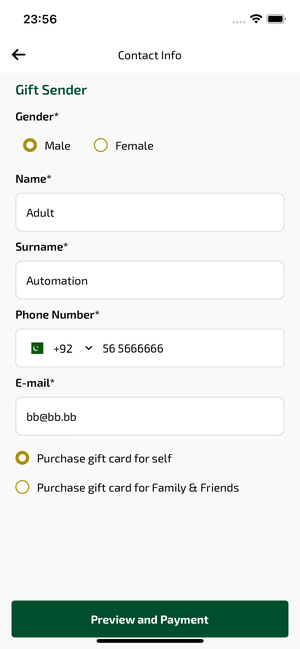 23:56
Contact Info
Gift Sender
Gender*
Male Female
Name*
Adult
Surname*
Automation
Phone Number*
+92 56 5666666
E-mail*
bb@bb.bb
Purchase gift card for self
Purchase gift card for Family & Friends
Preview and Payment